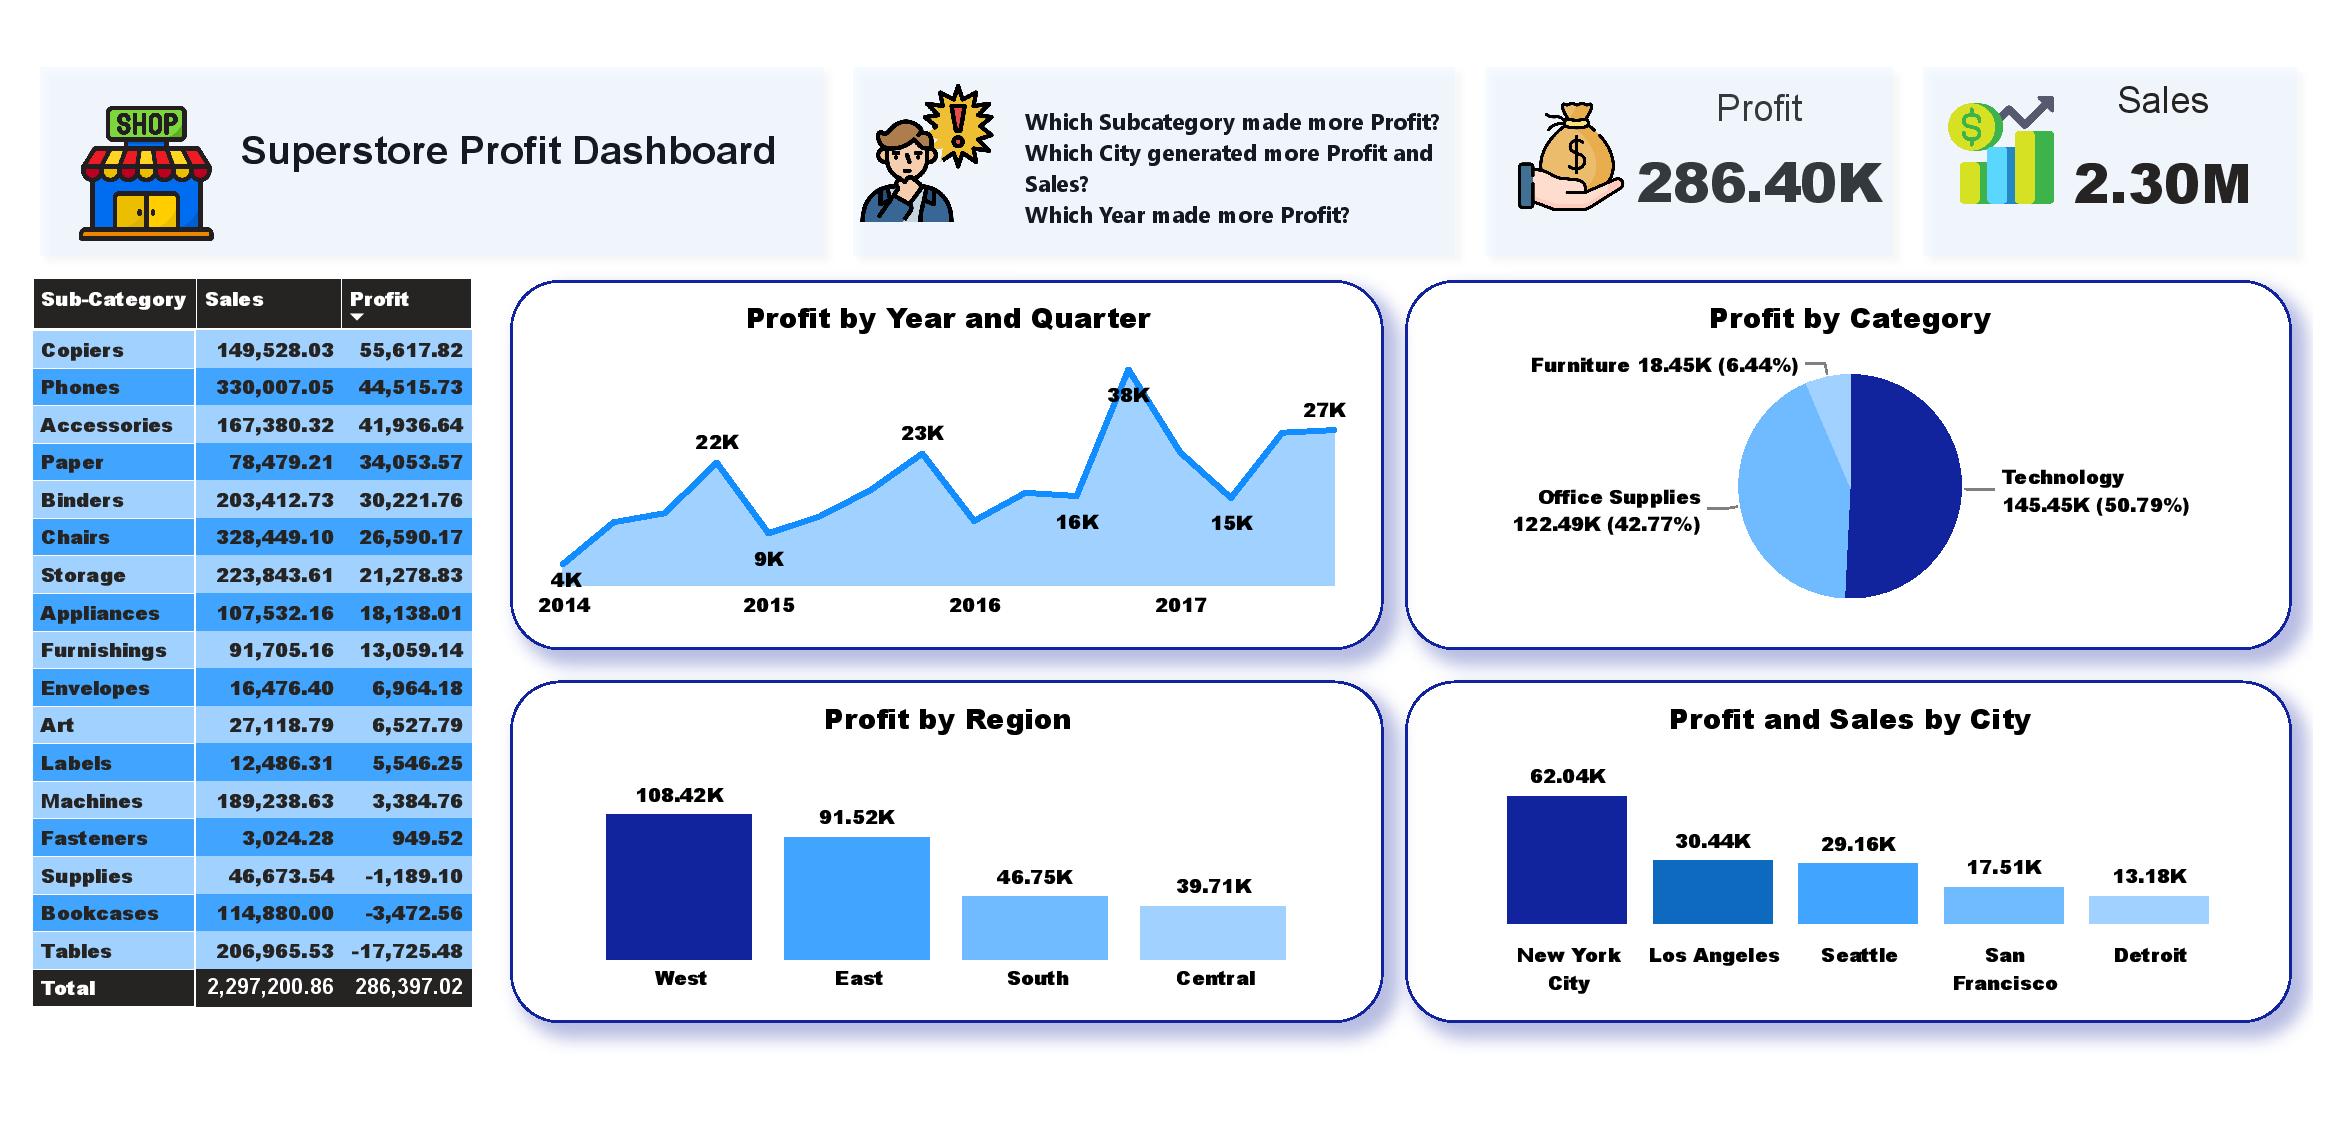 SHOP
Superstore Profit Dashboard
Which Subcategory made more Profit?
Which City generated more Profit and
Sales?
Which Year made more Profit?
Profit
286.40K
Sales
2.30M
Sub-Category Sales Profit
Copiers 149,528.03 55,617.82
Phones 330,007.05 44,515.73
Accessories 167,380.32 41,936.64
Paper 78,479.21 34,053.57
Binders 203,412.73 30,221.76
Chairs 328,449.10 26,590.17
Storage 223,843.61 21,278.83
Appliances 107,532.16 18,138.01
Furnishings 91,705.16 13,059.14
Envelopes 16,476.40 6,964.18
Art 27,118.79 6,527.79
Labels 12,486.31 5,546.25
Machines 189,238.63 3,384.76
Fasteners 3,024.28 949.52
Supplies 46,673.54 -1,189.10
Bookcases 114,880.00 -3,472.56
Tables 206,965.53 -17,725.48
Total 2,297,200.86 286,397.02
Profit by Year and Quarter
38K
27K
22K
23K
16K
15K
9K
4K
2014 2015 2016 2017
Profit by Category
Furniture 18.45K (6.44%)
Technology
145.45K (50.79%)
Office Supplies
122.49K (42.77%)
Profit by Region
108.42K
91.52K
46.75K
39.71K
West East South Central
Profit and Sales by City
62.04K
30.44K
29.16K
17.51K
13.18K
New York
City
Los Angeles
Seattle
San
Francisco
Detroit